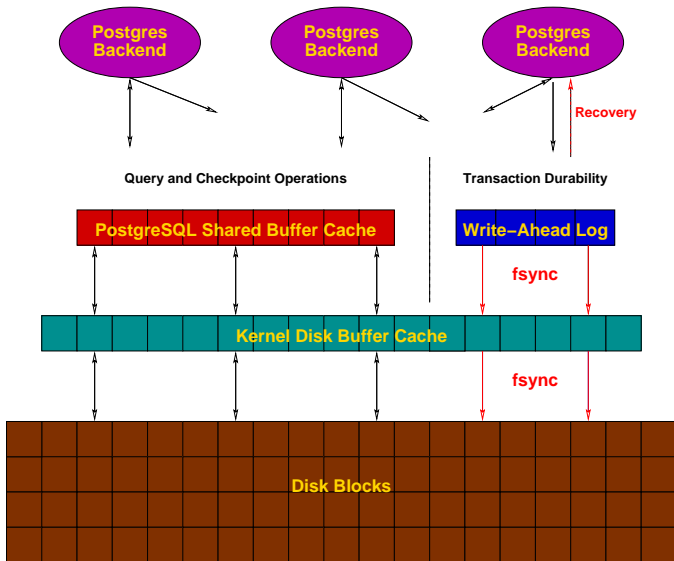 Postgres
Backend
Postgres
Backend
Postgres
Backend
Recovery
Query and Checkpoint Operations
Transaction Durability
PostgreSQL Shared Buffer Cache
Write−Ahead Log
fsync
Kernel Disk Buffer Cache
fsync
Disk Blocks